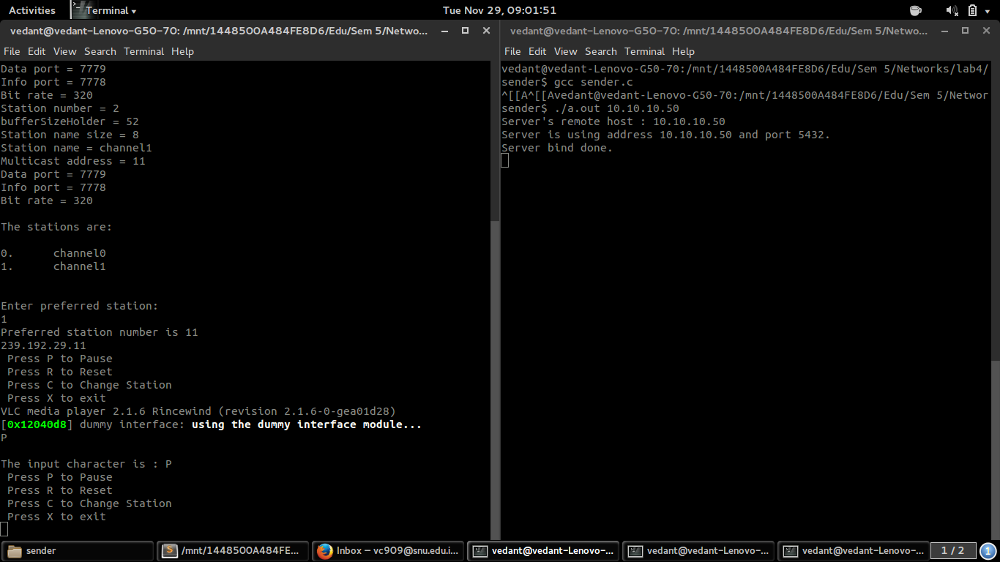 Activities
Terminal
Tue Nov 29, 09:01:51
vedant@vedant-Lenovo-G50-70: /mnt/1448500A484FE8D6/Edu/Sem 5/Netwo...
File Edit View Search Terminal Help
Data port = 7779
Info port = 7778
Bit rate = 320
Station number = 2
bufferSizeHolder = 52
Station name size = 8
Station name = channel1
Multicast address = 11
Data port = 7779
Info port = 7778
Bit rate = 320
The stations are:
0. channel0
1. channel1
Enter preferred station:
1
Preferred station number is 11
239.192.29.11
Press P to Pause
Press R to Reset
Press C to Change Station
Press X to exit
VLC media player 2.1.6 Rincewind (revision 2.1.6-0-gea01d28)
[0x12040d8] dummy interface: using the dummy interface module...
P
The input character is : P
Press P to Pause
Press R to Reset
Press C to Change Station
Press X to exit
vedant@vedant-Lenovo-G50-70: /mnt/1448500A484FE8D6/Edu/Sem 5/Netwo...
File Edit View Search Terminal Help
vedant@vedant-Lenovo-G50-70:/mnt/1448500A484FE8D6/Edu/Sem 5/Networks/lab4/
sender$ gcc sender.c
^[[A^[[Avedant@vedant-Lenovo-G50-70:/mnt/1448500A484FE8D6/Edu/Sem 5/Networ
sender$ ./a.out 10.10.10.50
Server's remote host : 10.10.10.50
Server is using address 10.10.10.50 and port 5432.
Server bind done.
sender
/mnt/1448500A484FE...
Inbox – vc909@snu.edu.i...
vedant@vedant-Lenovo-...
vedant@vedant-Lenovo-...
vedant@vedant-Lenovo-...
1 / 2
1